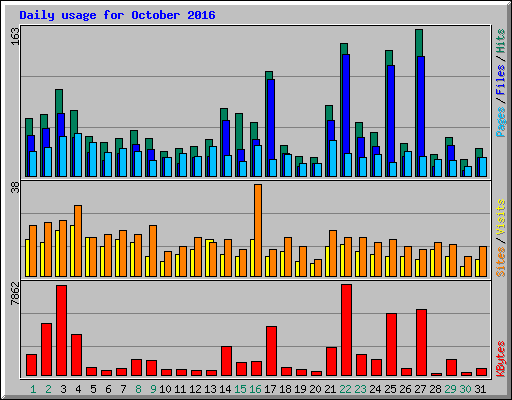 Daily usage for October 2016
163
Pages / Files / Hits
38
Sites / Visits
7862
KBytes
1 2 3 4 5 6 7 8 9 10 11 12 13 14 15 16 17 18 19 20 21 22 23 24 25 26 27 28 29 30 31